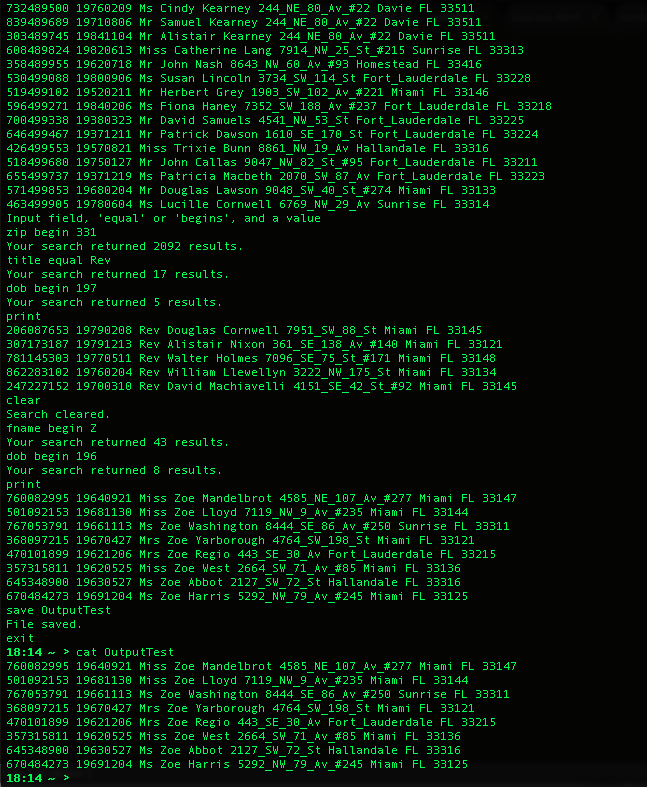 732489500 19760209 Ms Cindy Kearney 244_NE_80_Av_#22 Davie FL 33511
839489689 19710806 Mr Samuel Kearney 244_NE_80_Av_#22 Davie FL 33511
303489745 19841104 Mr Alistair Kearney 244_NE_80_Av_#22 Davie FL 33511
608489824 19820613 Miss Catherine Lang 7914_NW_25_St_#215 Sunrise FL 33313
358489955 19620718 Mr John Nash 8643_NW_60_Av_#93 Homestead FL 33416
530499088 19800906 Ms Susan Lincoln 3734_SW_114_St Fort_Lauderdale FL 33228
519499102 19520211 Mr Herbert Grey 1903_SW_102_Av_#221 Miami FL 33146
596499271 19840206 Ms Fiona Haney 7352_SW_188_Av_#237 Fort_Lauderdale FL 33218
700499338 19380323 Mr David Samuels 4541_NW_53_St Fort_Lauderdale FL 33225
646499467 19371211 Mr Patrick Dawson 1610_SE_170_St Fort_Lauderdale FL 33224
426499553 19570821 Miss Trixie Bunn 8861_NW_19_Av Hallandale FL 33316
518499680 19750127 Mr John Callas 9047_NW_82_St_#95 Fort_Lauderdale FL 33211
655499737 19371219 Ms Patricia Macbeth 2070_SW_87_Av Fort_Lauderdale FL 33223
571499853 19680204 Mr Douglas Lawson 9048_SW_40_St_#274 Miami FL 33133
463499905 19780604 Ms Lucille Cornwell 6769_NW_29_Av Sunrise FL 33314
Input field, 'equal' or 'begins', and a value
zip begin 331
Your search returned 2092 results.
title equal Rev
Your search returned 17 results.
dob begin 197
Your search returned 5 results.
print
206087653 19790208 Rev Douglas Cornwell 7951_SW_88_St Miami FL 33145
307173187 19791213 Rev Alistair Nixon 361_SE_138_Av_#140 Miami FL 33121
781145303 19770511 Rev Walter Holmes 7096_SE_75_St_#171 Miami FL 33148
862283102 19760204 Rev William Llewellyn 3222_NW_175_St Miami FL 33134
247227152 19700310 Rev David Machiavelli 4151_SE_42_St_#92 Miami FL 33145
clear
Search cleared.
fname begin Z
Your search returned 43 results.
dob begin 196
Your search returned 8 results.
print
760082995 19640921 Miss Zoe Mandelbrot 4585_NE_107_Av_#277 Miami FL 33147
501092153 19681130 Miss Zoe Lloyd 7119_NW_9_Av_#235 Miami FL 33144
767053791 19661113 Ms Zoe Washington 8444_SE_86_Av_#250 Sunrise FL 33311
368097215 19670427 Mrs Zoe Yarborough 4764_SW_198_St Miami FL 33121
470101899 19621206 Mrs Zoe Regio 443_SE_30_Av Fort_Lauderdale FL 33215
357315811 19620525 Miss Zoe West 2664_SW_71_Av_#85 Miami FL 33136
645348900 19630527 Ms Zoe Abbot 2127_SW_72_St Hallandale FL 33316
670484273 19691204 Ms Zoe Harris 5292_NW_79_Av_#245 Miami FL 33125
save OutputTest
File saved.
exit
18:14 ~ > cat OutputTest
760082995 19640921 Miss Zoe Mandelbrot 4585_NE_107_Av_#277 Miami FL 33147
501092153 19681130 Miss Zoe Lloyd 7119_NW_9_Av_#235 Miami FL 33144
767053791 19661113 Ms Zoe Washington 8444_SE_86_Av_#250 Sunrise FL 33311
368097215 19670427 Mrs Zoe Yarborough 4764_SW_198_St Miami FL 33121
470101899 19621206 Mrs Zoe Regio 443_SE_30_Av Fort_Lauderdale FL 33215
357315811 19620525 Miss Zoe West 2664_SW_71_Av_#85 Miami FL 33136
645348900 19630527 Ms Zoe Abbot 2127_SW_72_St Hallandale FL 33316
670484273 19691204 Ms Zoe Harris 5292_NW_79_Av_#245 Miami FL 33125
18:14 ~ >